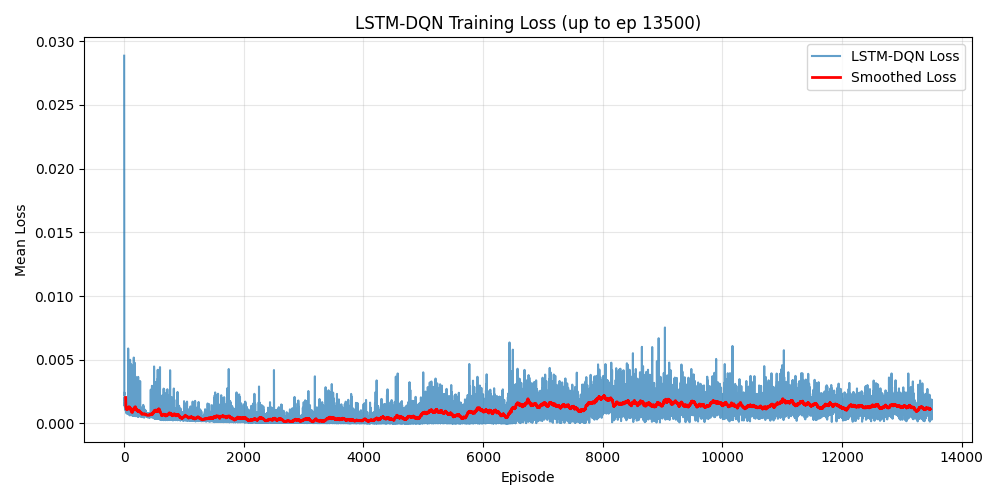 LSTM-DQN Training Loss (up to ep 13500)
LSTM-DQN Loss
Smoothed Loss
Mean Loss
0.030
0.025
0.020
0.015
0.010
0.005
0.000
0 2000 4000 6000 8000 10000 12000 14000
Episode